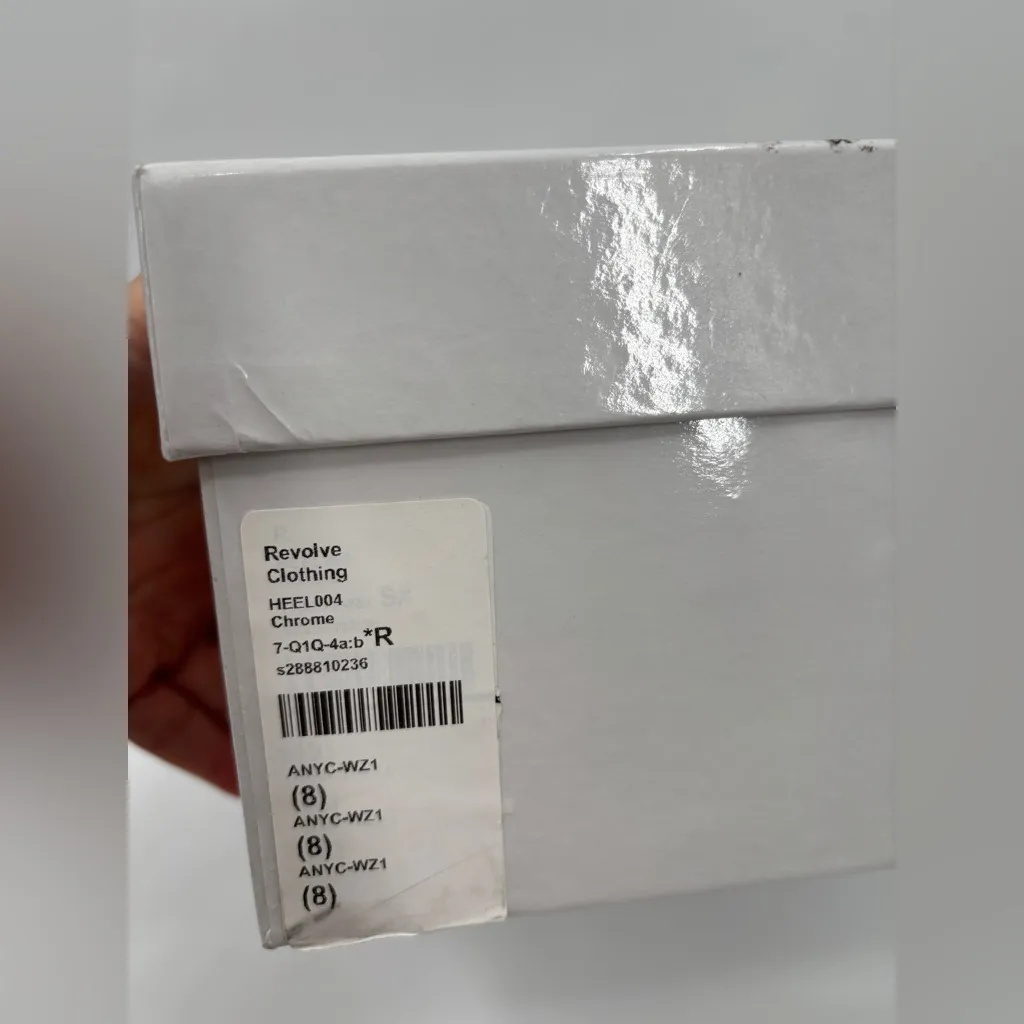 Revolve
Clothing
HEEL004
Chrome
7-Q1Q-4a:b*R
s288810236
ANYC-WZ1
(8)
ANYC-WZ1
(8)
ANYC-WZ1
(8)